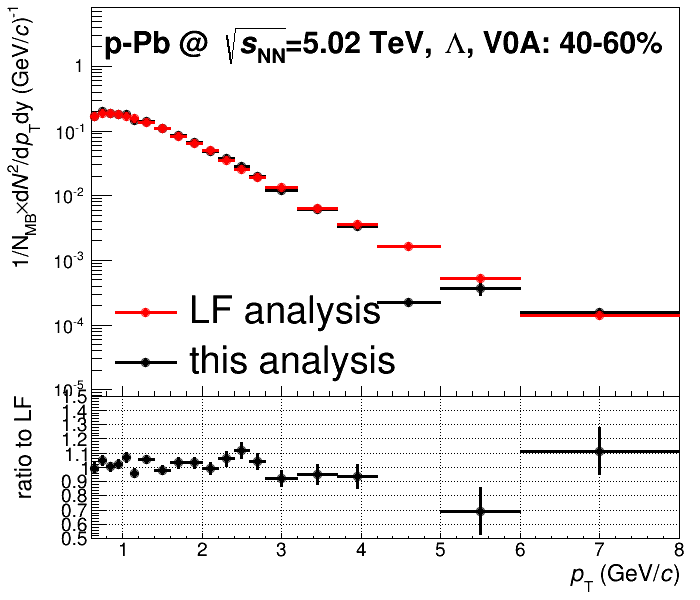 p-Pb @ √sNN=5.02 TeV, Λ, V0A: 40-60%
1/NMB×dN²/dpTdy (GeV/c)-1
1
10-1
10-2
10-3
10-4
10-5
LF analysis
this analysis
ratio to LF
1.5
1.4
1.3
1.2
1.1
1
0.9
0.8
0.7
0.6
0.5
1 2 3 4 5 6 7 8
pT (GeV/c)